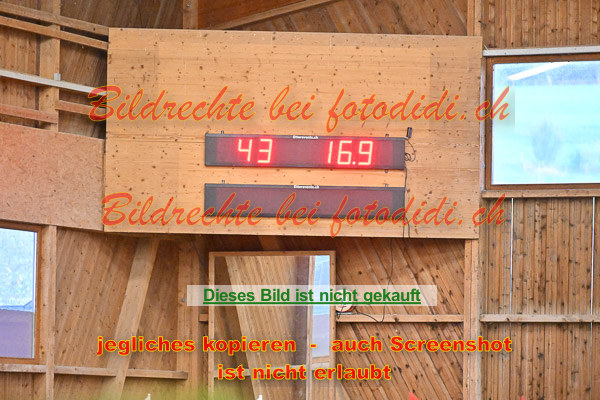 Bildrechte bei fotodidi.ch
43 16.9
Bildrechte bei fotodidi.ch
Dieses Bild ist nicht gekauft
jegliches kopieren - auch Screenshot
ist nicht erlaubt